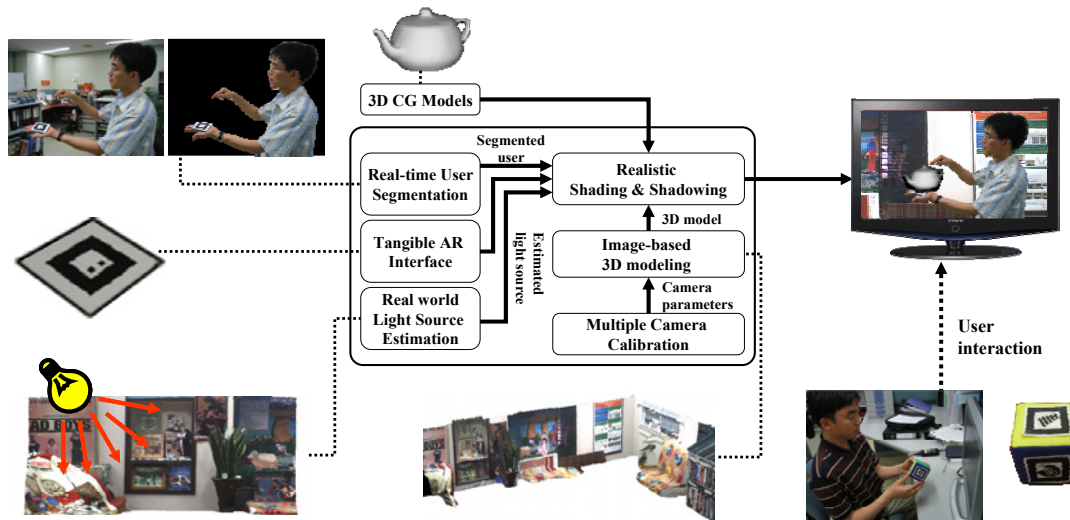 3D CG Models
Segmented
user
Real-time User
Segmentation
Realistic
Shading & Shadowing
3D model
Tangible AR
Interface
Estimated
light source
Image-based
3D modeling
Camera
parameters
Real world
Light Source
Estimation
Multiple Camera
Calibration
User
interaction
AD BOYS